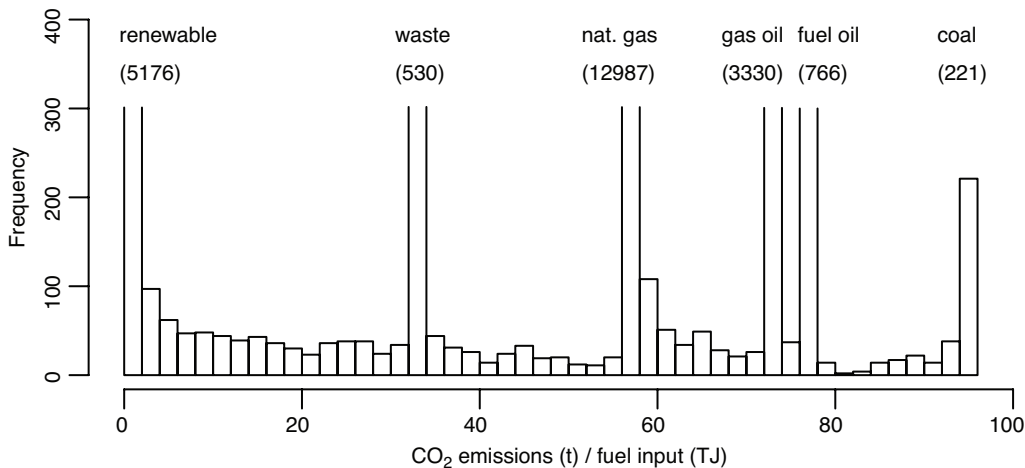 400
300
200
100
0
Frequency
renewable
(5176)
waste
(530)
nat. gas
(12987)
gas oil
(3330)
fuel oil
(766)
coal
(221)
0 20 40 60 80 100
CO₂ emissions (t) / fuel input (TJ)